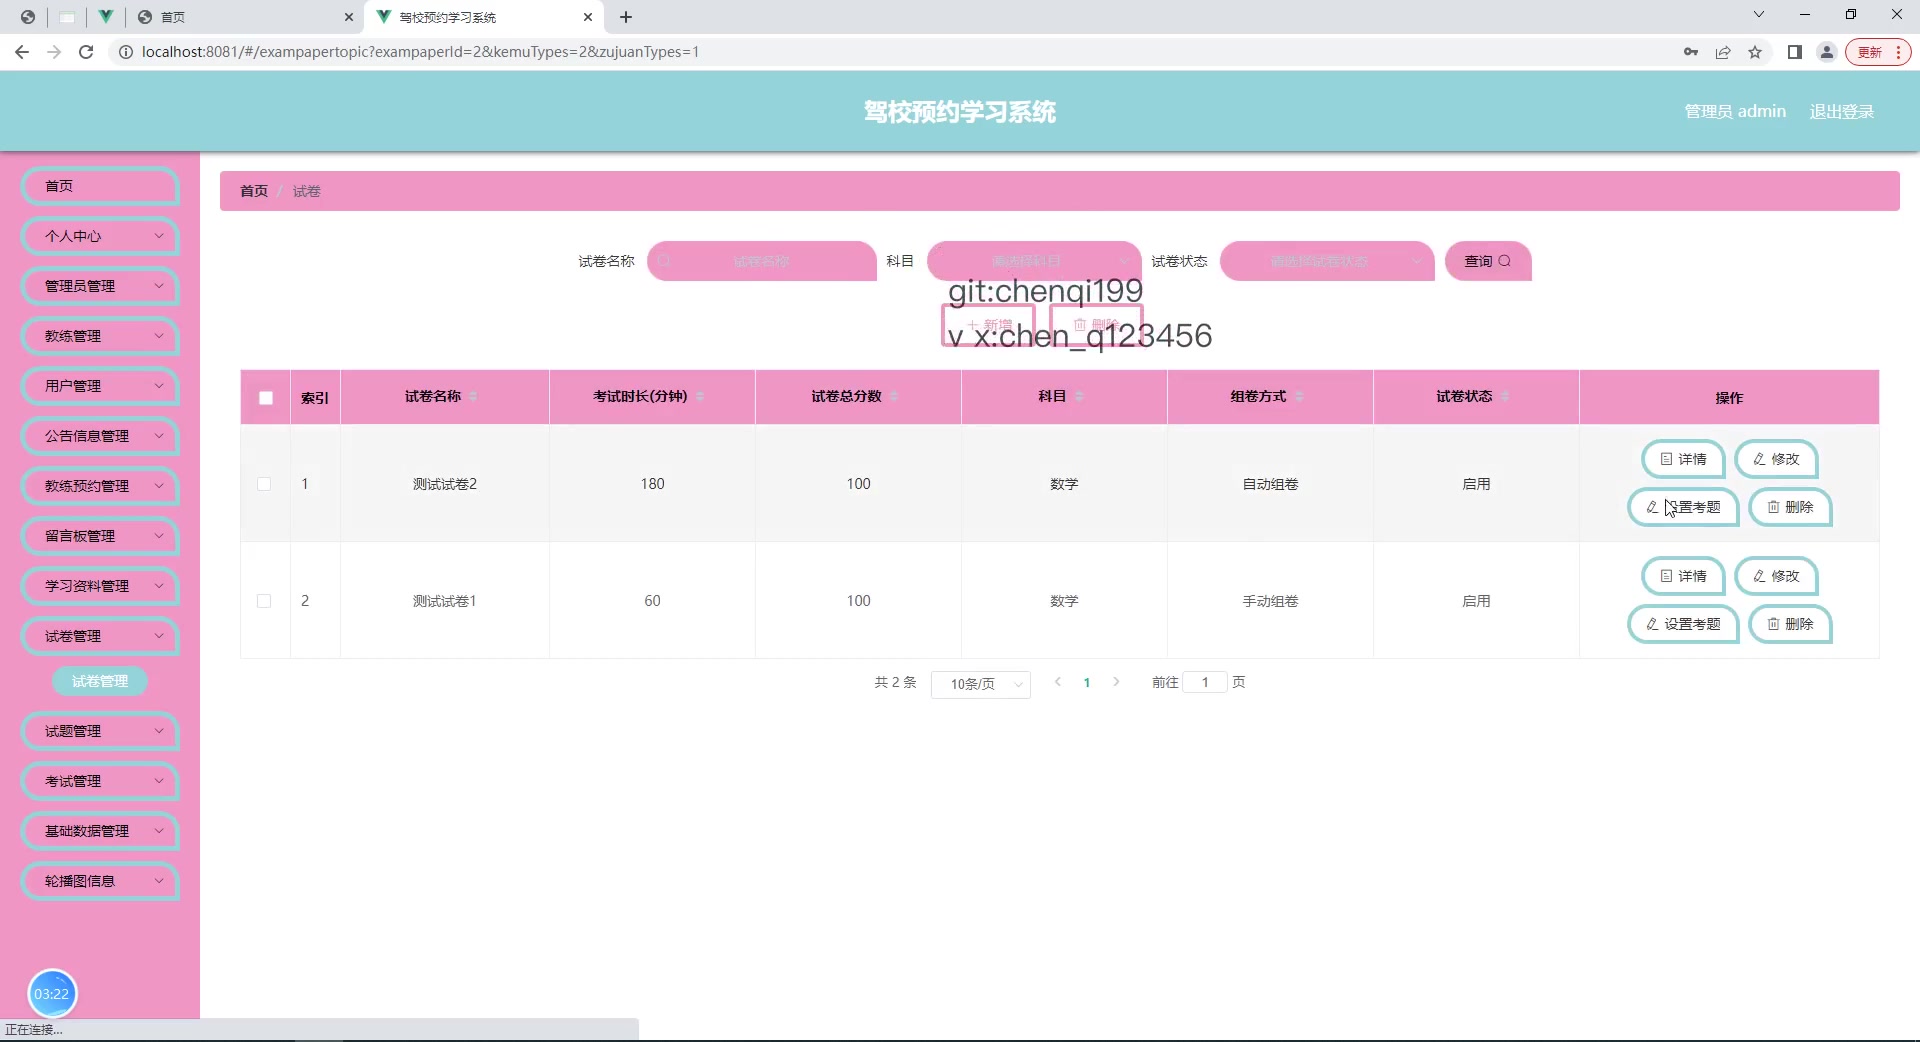 首页
驾校预约学习系统
localhost:8081/#/exampapertopic?exampaperId=2&kemuTypes=2&zujuanTypes=1
更新
驾校预约学习系统
管理员 admin
退出登录
首页
个人中心
管理员管理
教练管理
用户管理
公告信息管理
教练预约管理
留言板管理
学习资料管理
试卷管理
试卷管理
试题管理
考试管理
基础数据管理
轮播图信息
首页 / 试卷
试卷名称 试卷名称 科目 请选择科目 试卷状态 请选择试卷状态 查询
git:chenqi199
新增 删除
v x:chen_q123456
索引 试卷名称 考试时长(分钟) 试卷总分数 科目 组卷方式 试卷状态 操作
1 测试试卷2 180 100 数学 自动组卷 启用
详情 修改
设置考题 删除
2 测试试卷1 60 100 数学 手动组卷 启用
详情 修改
设置考题 删除
共 2 条 10条/页 1 前往 1 页
03:22
正在连接...